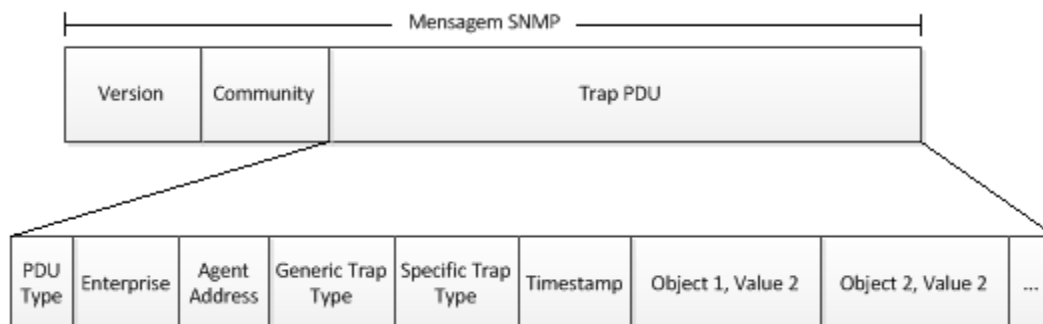 Mensagem SNMP
Version
Community
Trap PDU
PDU
Type
Enterprise
Agent
Address
Generic Trap
Type
Specific Trap
Type
Timestamp
Object 1, Value 2
Object 2, Value 2
...